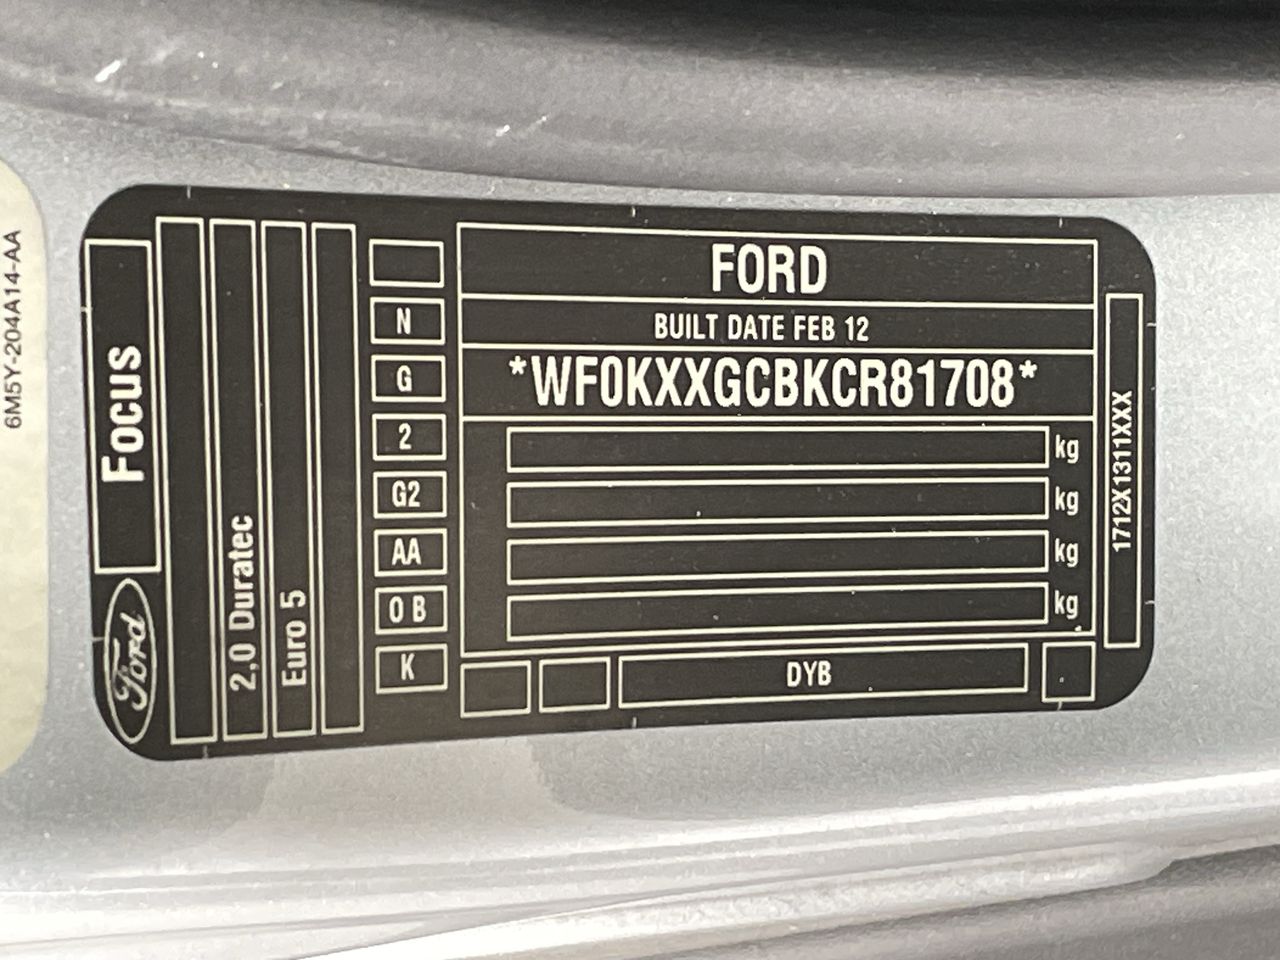 6M5Y-204A14-AA
Ford
Focus
2,0 Duratec
Euro 5
N
G
2
G2
AA
0 B
K
FORD
BUILT DATE FEB 12
*WF0KXXGCBKCR81708*
kg
kg
kg
kg
DYB
1712X1311XXX